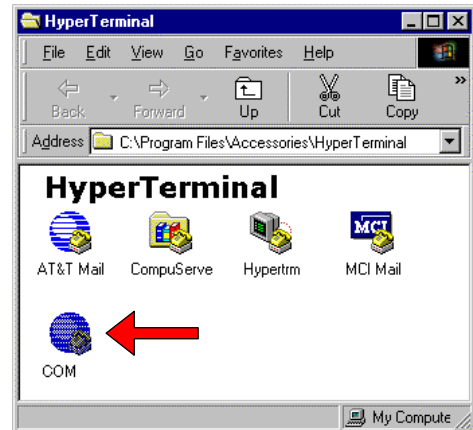 HyperTerminal
File Edit View Go Favorites Help
Back Forward Up Cut Copy »
Address C:\Program Files\Accessories\HyperTerminal
HyperTerminal
MCI
AT&T Mail CompuServe Hypertrm MCI Mail
COM
My Compute